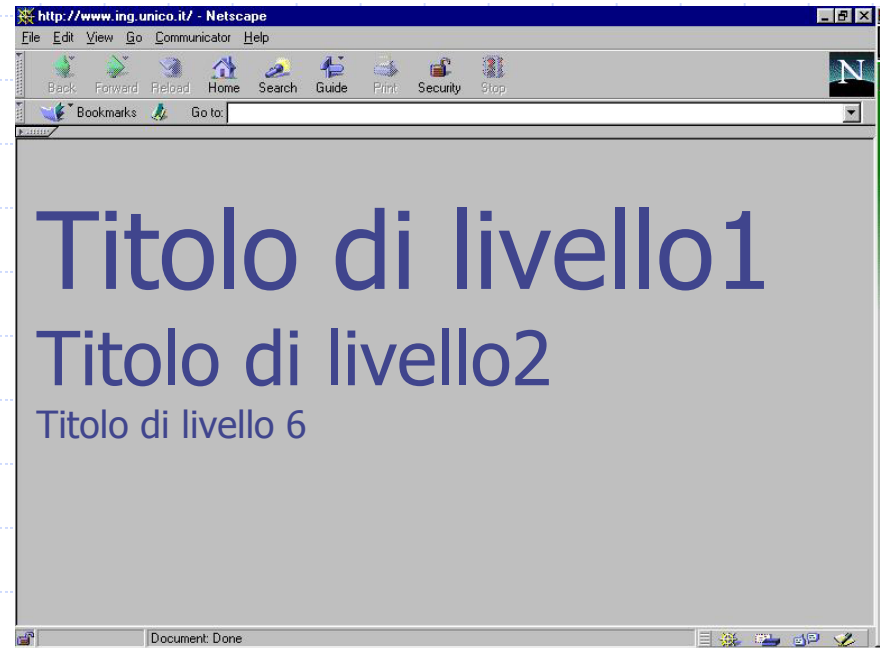 http://www.ing.unico.it/ - Netscape
File Edit View Go Communicator Help
Back Forward Reload Home Search Guide Print Security Stop
N
Bookmarks Go to:
Titolo di livello1
Titolo di livello2
Titolo di livello 6
Document: Done